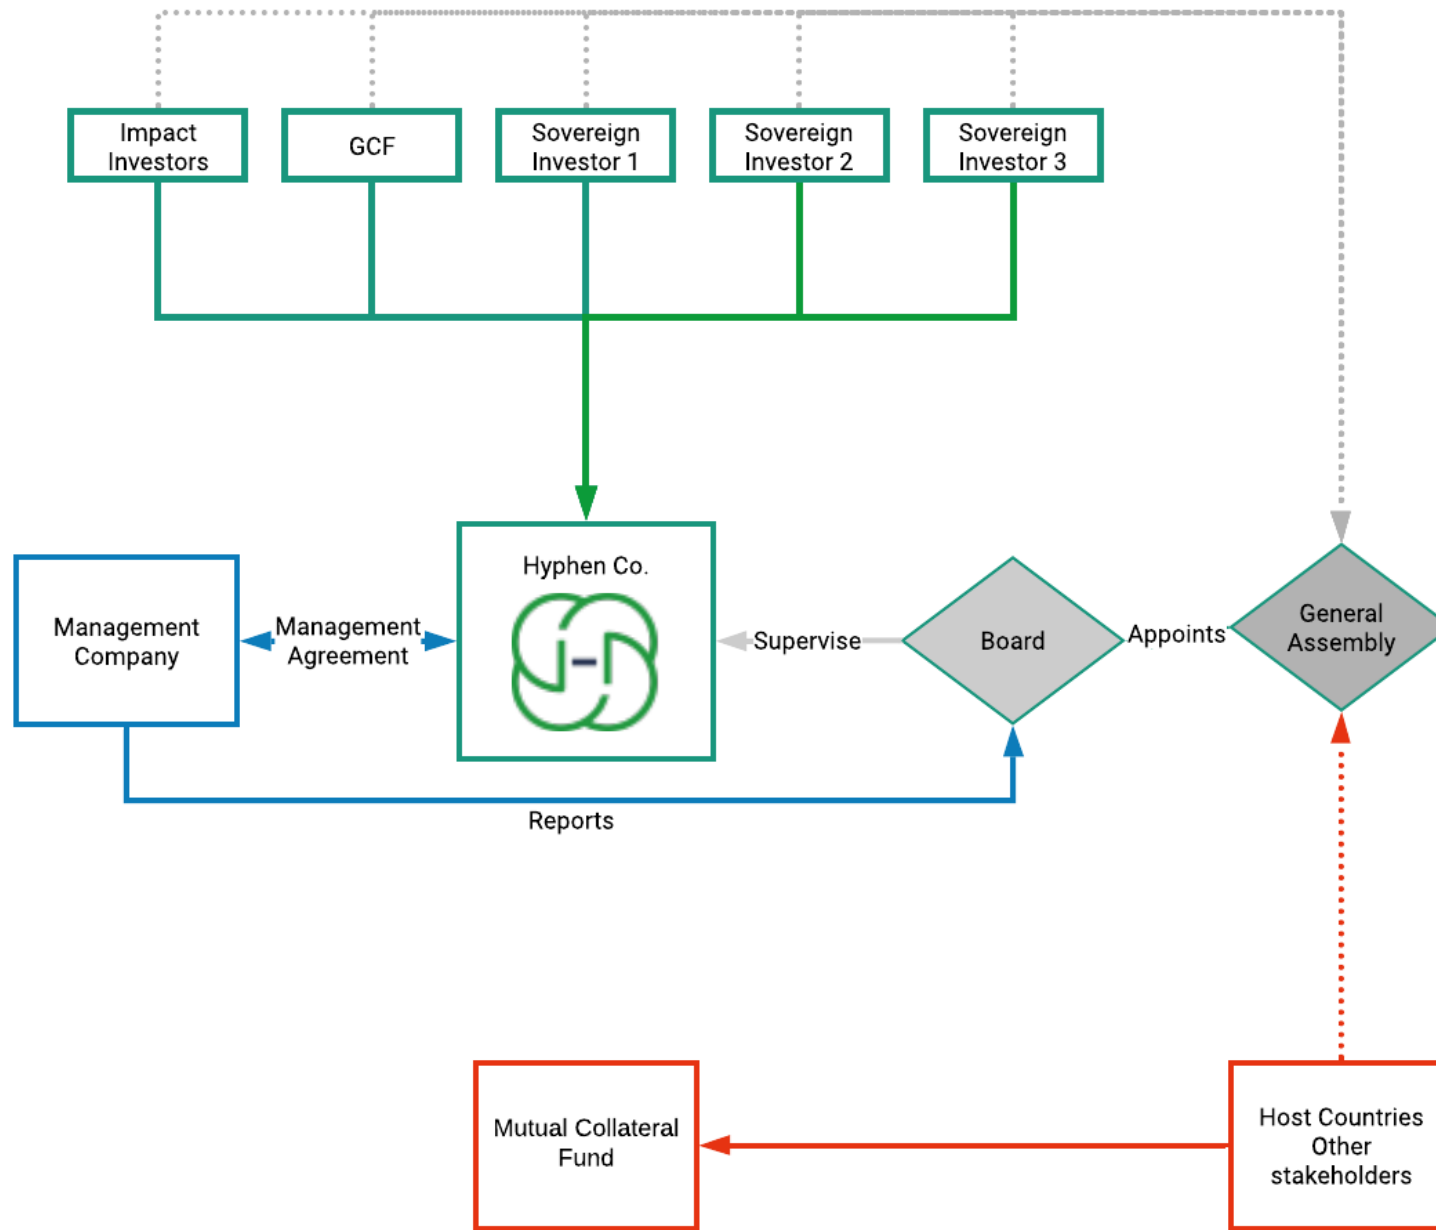 Impact
Investors
GCF
Sovereign
Investor 1
Sovereign
Investor 2
Sovereign
Investor 3
Hyphen Co.
Management
Company
Management
Agreement
Supervise
Board
Appoints
General
Assembly
Reports
Mutual Collateral
Fund
Host Countries
Other
stakeholders